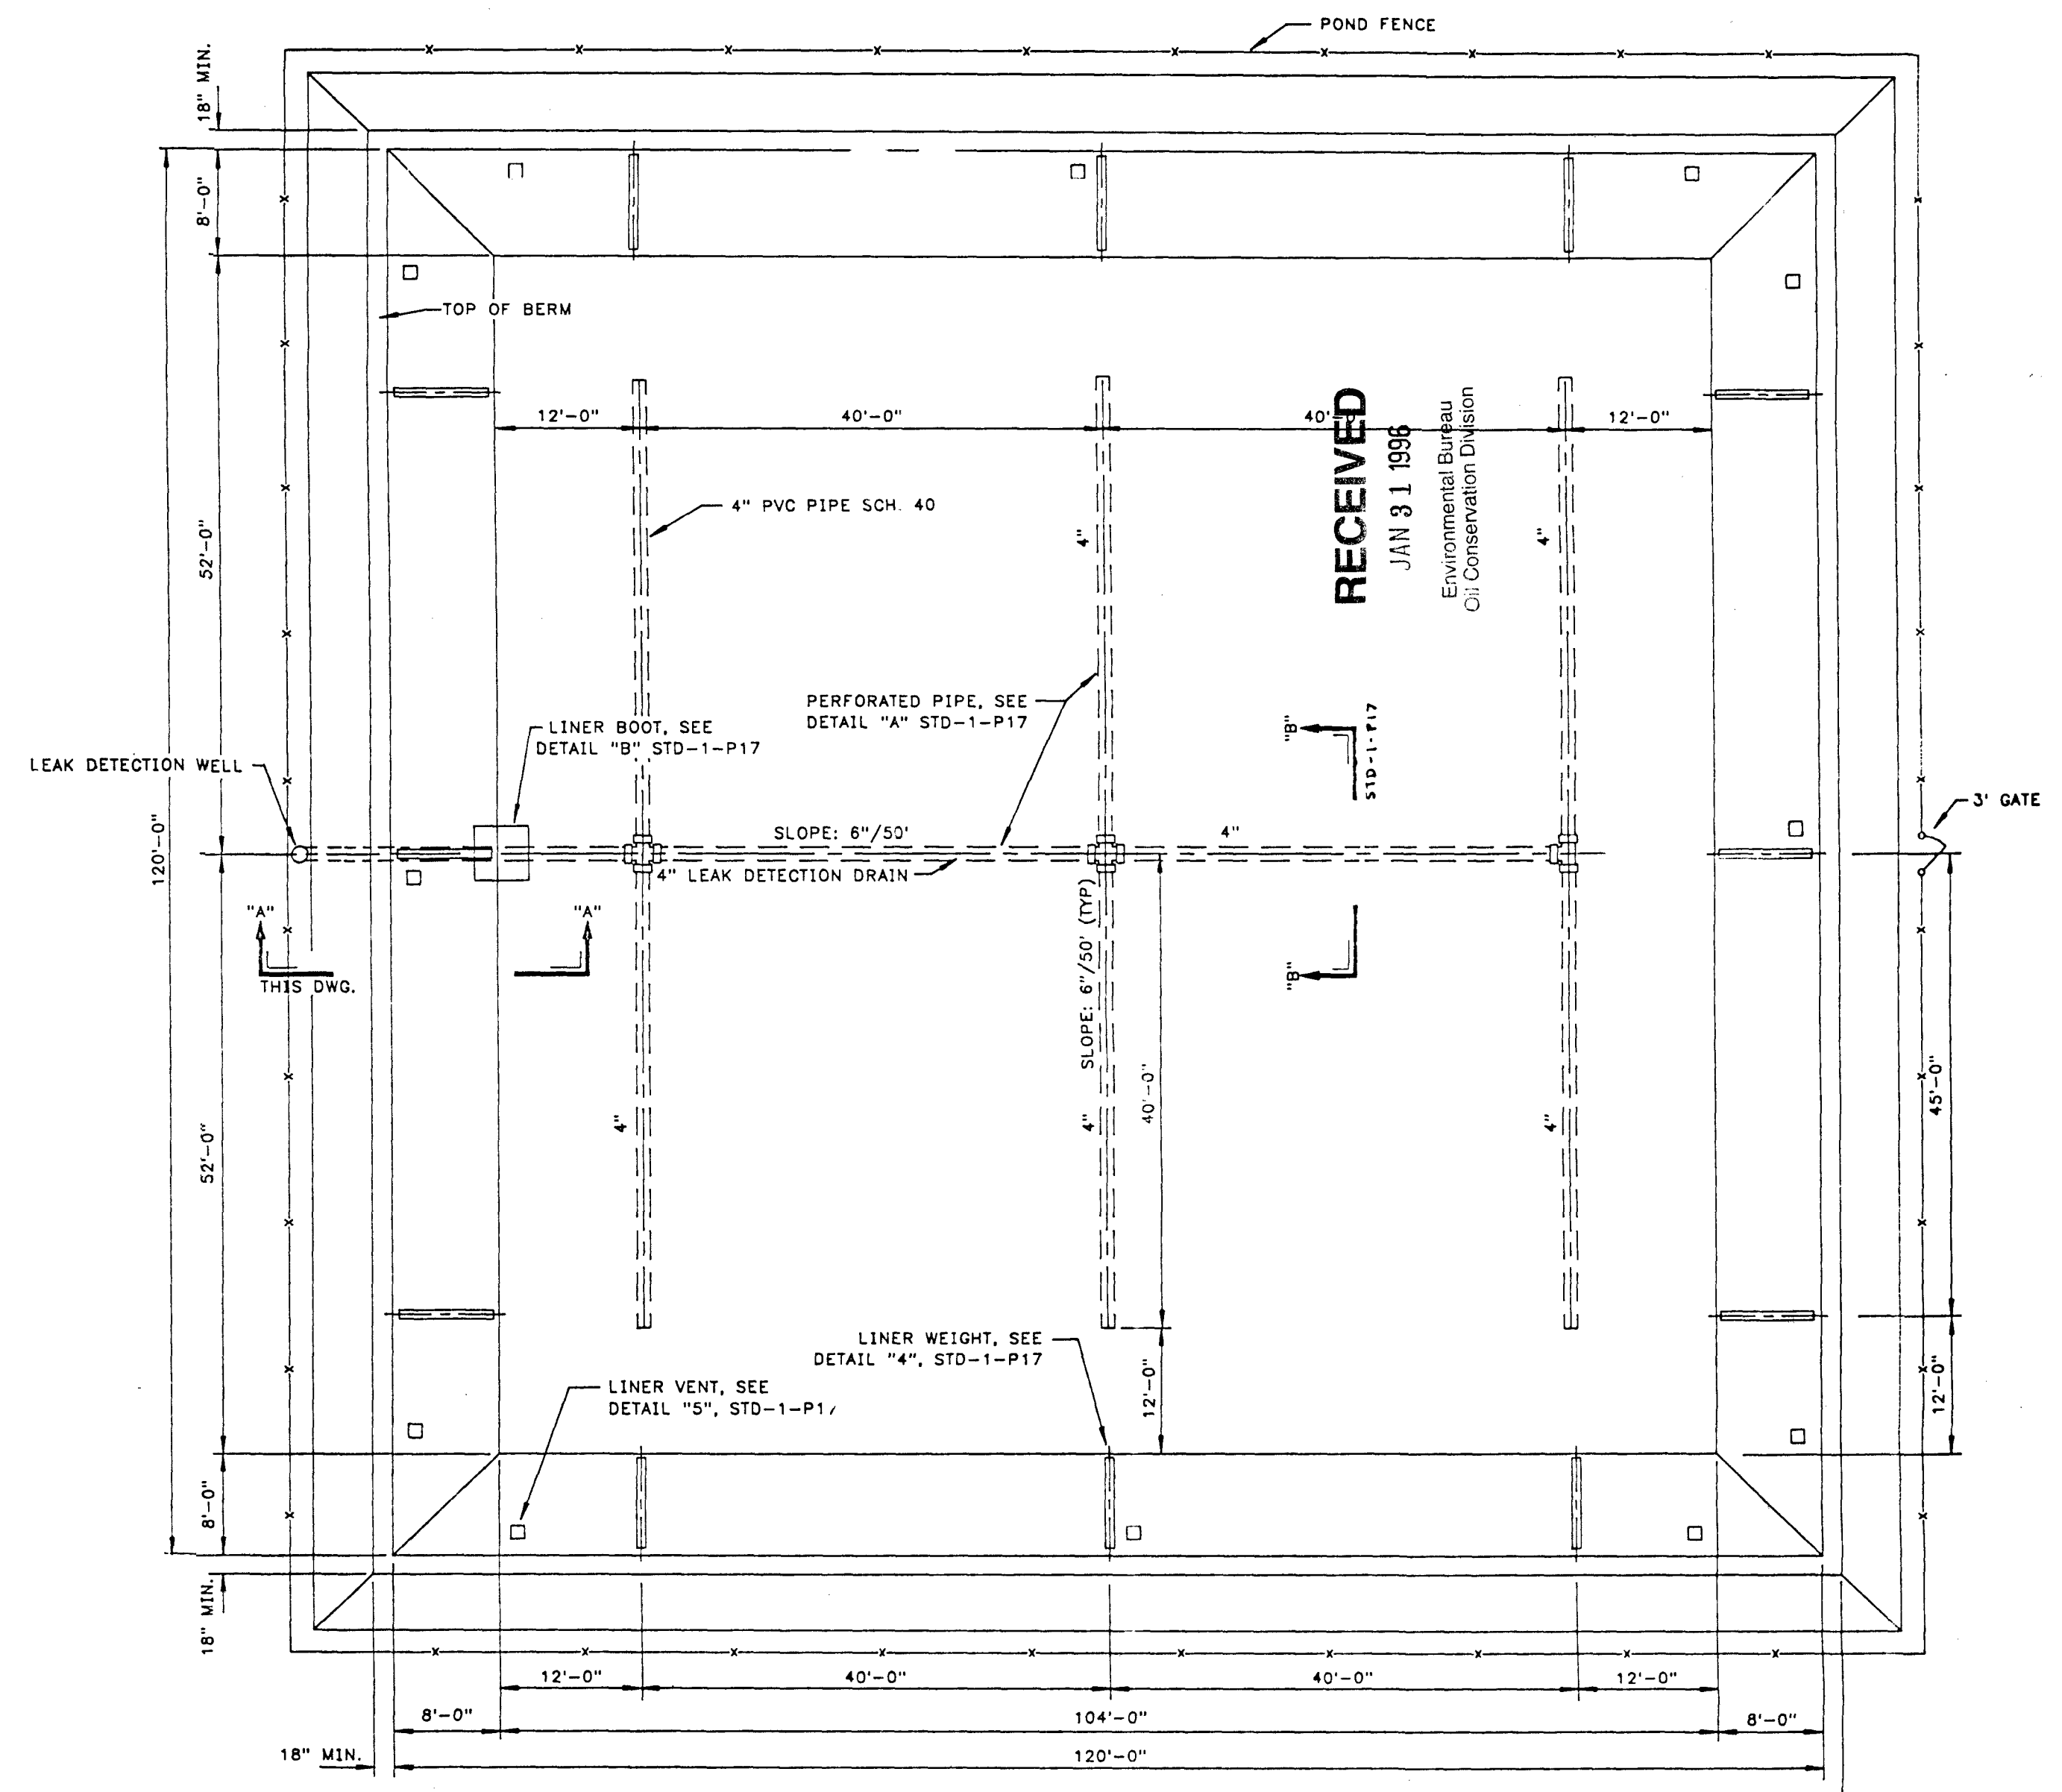 POND FENCE
18" MIN.
8'-0"
TOP OF BERM
12'-0"
40'-0"
40'-
12'-0"
RECEIVED
JAN 31 1996
Environmental Bureau
Oil Conservation Division
4" PVC PIPE SCH. 40
52'-0"
4"
4"
PERFORATED PIPE, SEE
DETAIL "A" STD-1-P17
LINER BOOT, SEE
DETAIL "B" STD-1-P17
"B"
STD-1-P17
LEAK DETECTION WELL
3' GATE
120'-0"
SLOPE: 6"/50'
4"
4" LEAK DETECTION DRAIN
"A"
"A"
THIS DWG.
SLOPE: 6"/50' (TYP)
"B"
40'-0"
45'-0"
52'-0"
4"
4"
4"
LINER WEIGHT, SEE
DETAIL "4", STD-1-P17
LINER VENT, SEE
DETAIL "5", STD-1-P1/
12'-0"
12'-0"
8'-0"
18" MIN.
12'-0"
40'-0"
40'-0"
12'-0"
8'-0"
104'-0"
8'-0"
18" MIN.
120'-0"